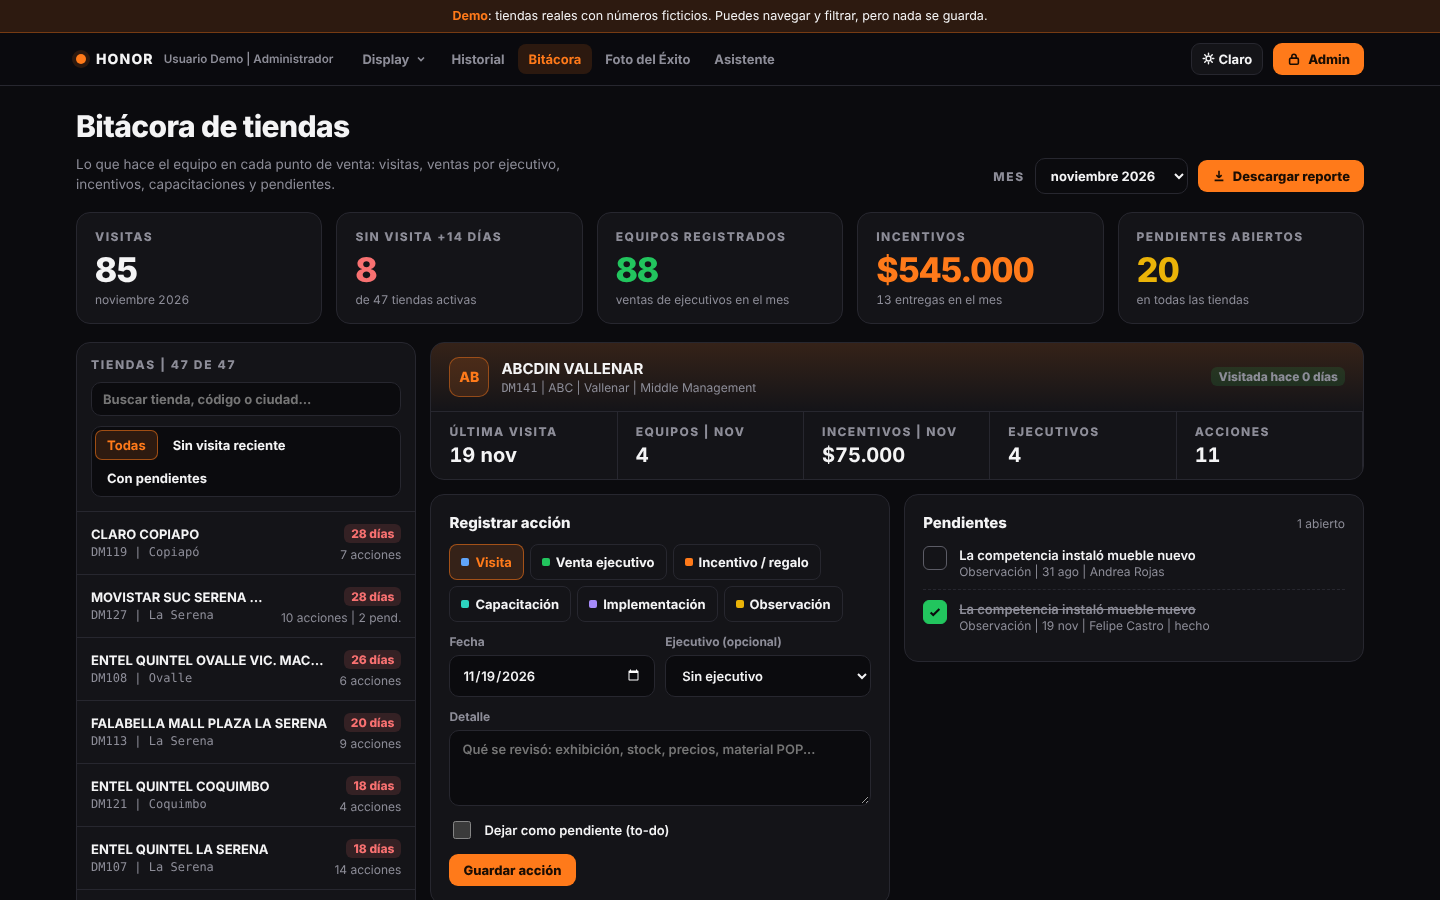 Demo: tiendas reales con números ficticios. Puedes navegar y filtrar, pero nada se guarda.
HONOR Usuario Demo | Administrador Display Historial Bitácora Foto del Éxito Asistente Claro Admin
Bitácora de tiendas
Lo que hace el equipo en cada punto de venta: visitas, ventas por ejecutivo,
incentivos, capacitaciones y pendientes.
MES noviembre 2026 Descargar reporte
VISITAS
85
noviembre 2026
SIN VISITA +14 DÍAS
8
de 47 tiendas activas
EQUIPOS REGISTRADOS
88
ventas de ejecutivos en el mes
INCENTIVOS
$545.000
13 entregas en el mes
PENDIENTES ABIERTOS
20
en todas las tiendas
TIENDAS | 47 DE 47
Buscar tienda, código o ciudad...
Todas Sin visita reciente
Con pendientes
CLARO COPIAPO 28 días
DM119 | Copiapó 7 acciones
MOVISTAR SUC SERENA ... 28 días
DM127 | La Serena 10 acciones | 2 pend.
ENTEL QUINTEL OVALLE VIC. MAC... 26 días
DM108 | Ovalle 6 acciones
FALABELLA MALL PLAZA LA SERENA 20 días
DM113 | La Serena 9 acciones
ENTEL QUINTEL COQUIMBO 18 días
DM121 | Coquimbo 4 acciones
ENTEL QUINTEL LA SERENA 18 días
DM107 | La Serena 14 acciones
AB ABCDIN VALLENAR
DM141 | ABC | Vallenar | Middle Management
Visitada hace 0 días
ÚLTIMA VISITA
19 nov
EQUIPOS | NOV
4
INCENTIVOS | NOV
$75.000
EJECUTIVOS
4
ACCIONES
11
Registrar acción
Visita Venta ejecutivo Incentivo / regalo
Capacitación Implementación Observación
Fecha Ejecutivo (opcional)
11/19/2026 Sin ejecutivo
Detalle
Qué se revisó: exhibición, stock, precios, material POP...
Dejar como pendiente (to-do)
Guardar acción
Pendientes 1 abierto
La competencia instaló mueble nuevo
Observación | 31 ago | Andrea Rojas
La competencia instaló mueble nuevo
Observación | 19 nov | Felipe Castro | hecho